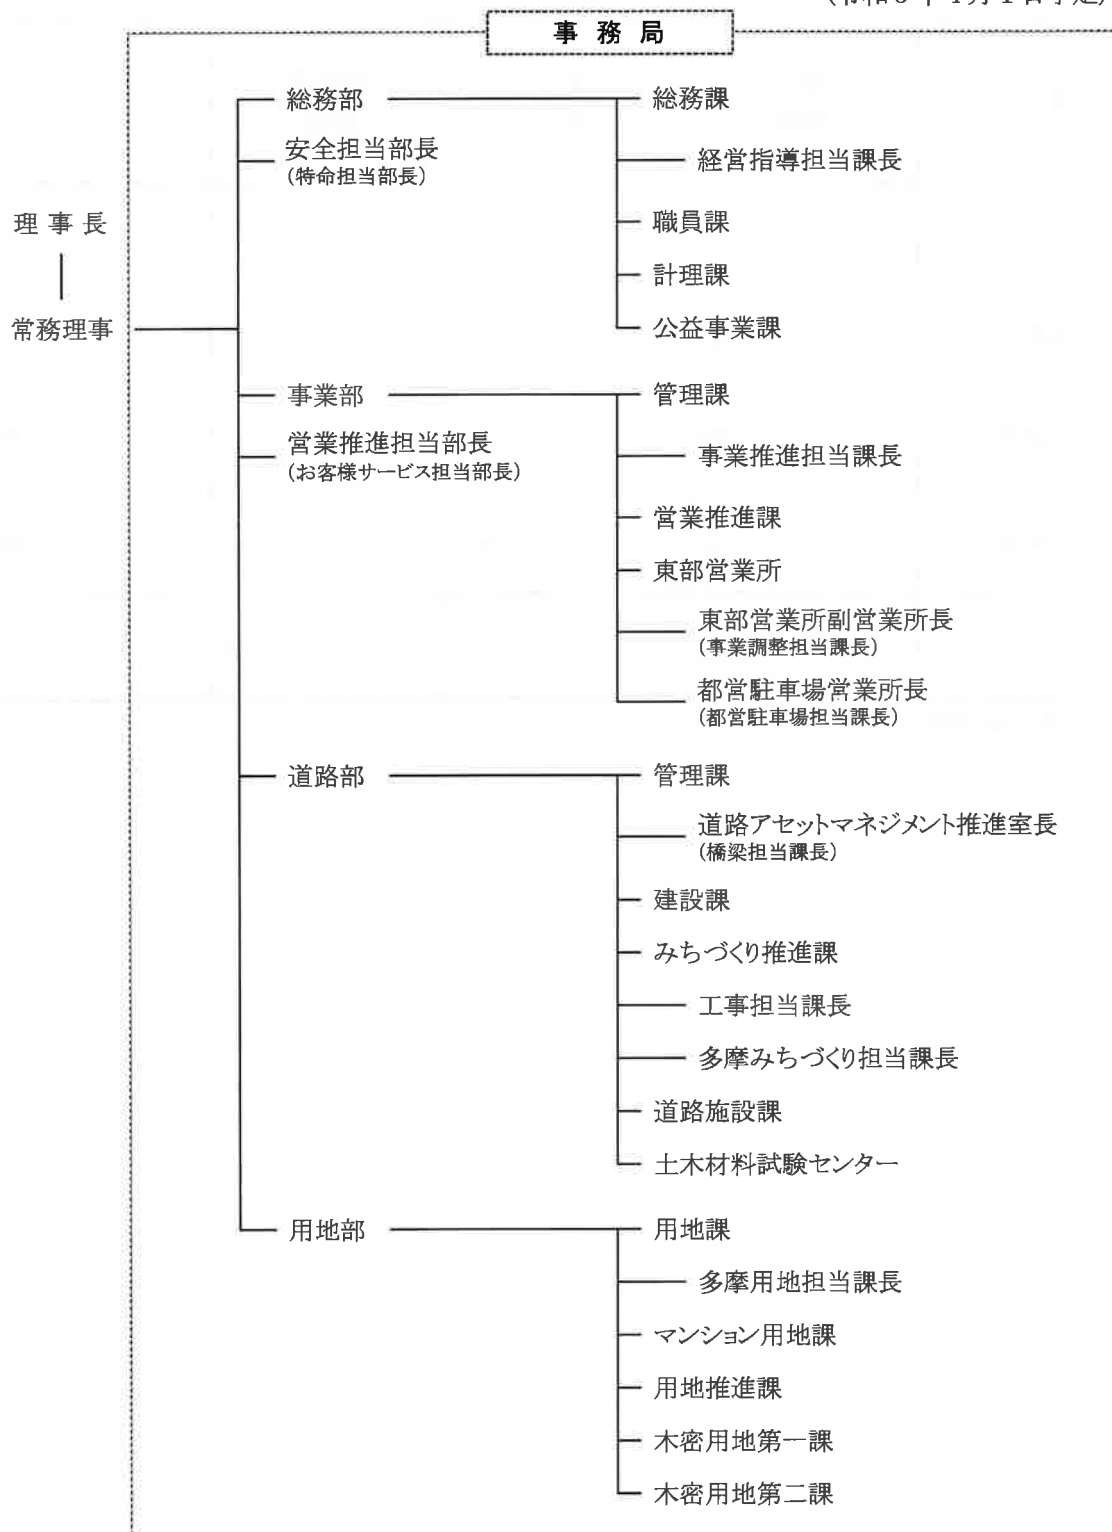 事務局
総務部 総務課
安全担当部長
(特命担当部長)
経営指導担当課長
理事長
職員課
計理課
常務理事
公益事業課
事業部 管理課
営業推進担当部長
(お客様サービス担当部長)
事業推進担当課長
営業推進課
東部営業所
東部営業所副営業所長
(事業調整担当課長)
都営駐車場営業所長
(都営駐車場担当課長)
道路部 管理課
道路アセットマネジメント推進室長
(橋梁担当課長)
建設課
みちづくり推進課
工事担当課長
多摩みちづくり担当課長
道路施設課
土木材料試験センター
用地部 用地課
多摩用地担当課長
マンション用地課
用地推進課
木密用地第一課
木密用地第二課